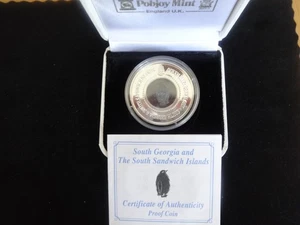 Pobjoy Mint
England U.K.
South Georgia and
The South Sandwich Islands
Certificate of Authenticity
Proof Coin